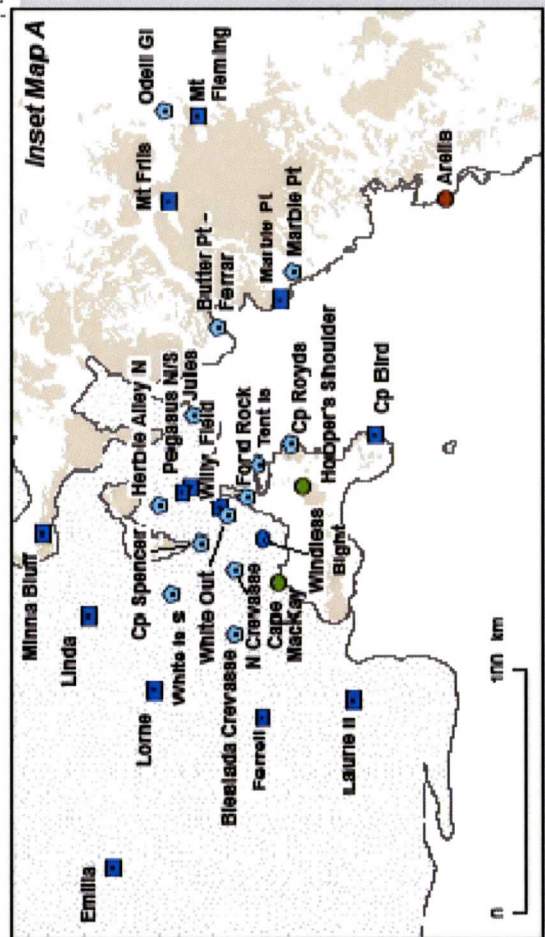 Inset Map A
Odell Gl
Mt
Fleming
Mt Friis
Butter Pt -
Ferrar
Marble Pt
Marble Pt
Arelis
Herbie Alley N
Pegasus N/S
Jules
Willy Field
Ford Rock
Tent Is
Cp Royds
Hooper's Shoulder
Cp Bird
Minna Bluff
Cp Spencer
White Out
Windless
Bight
Linda
White Is S
N Crevasse
Cape
MacKay
Lorne
Bleelada Crevasse
Ferrell
Laurie II
Emilia
0
100 km